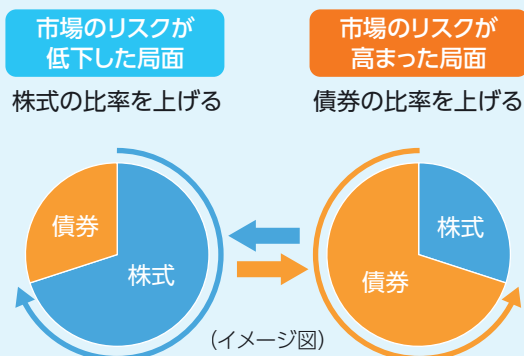 市場のリスクが
低下した局面
株式の比率を上げる
債券
株式
市場のリスクが
高まった局面
債券の比率を上げる
株式
債券
(イメージ図)